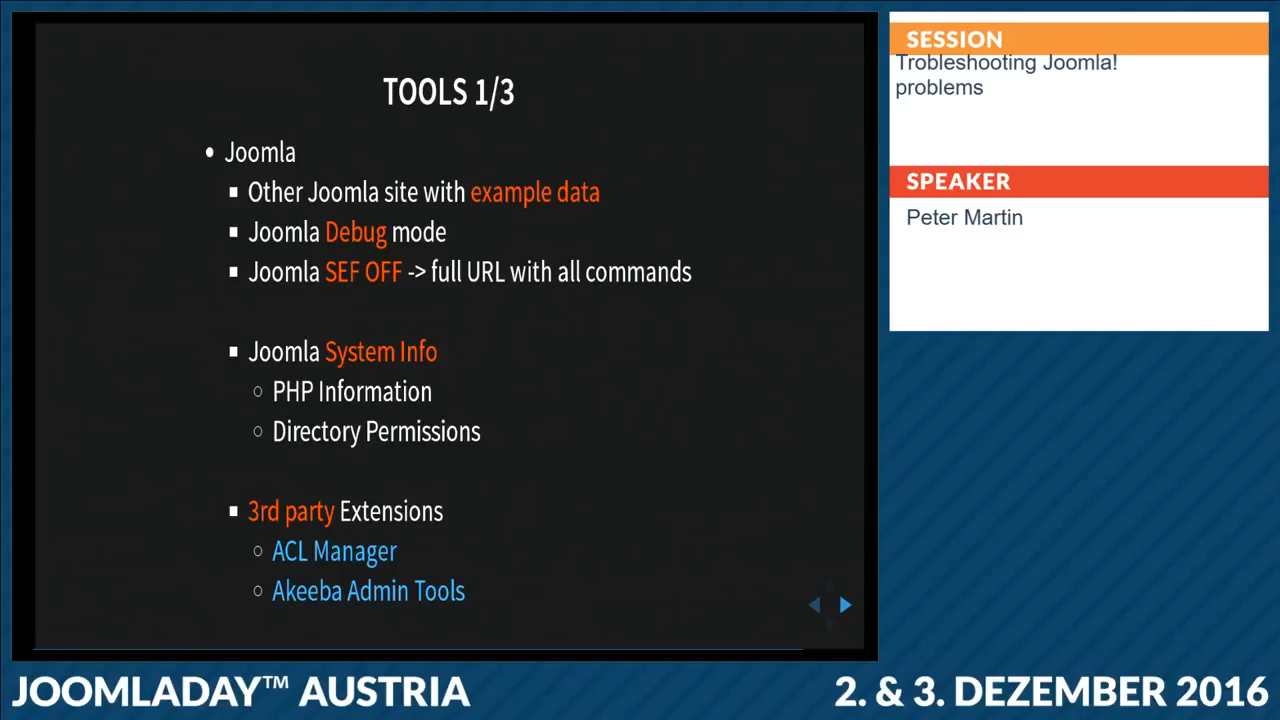 TOOLS 1/3
• Joomla
▪ Other Joomla site with example data
▪ Joomla Debug mode
▪ Joomla SEF OFF -> full URL with all commands
▪ Joomla System Info
○ PHP Information
○ Directory Permissions
▪ 3rd party Extensions
○ ACL Manager
○ Akeeba Admin Tools
SESSION
Trobleshooting Joomla!
problems
SPEAKER
Peter Martin
JOOMLADAY™ AUSTRIA
2. & 3. DEZEMBER 2016